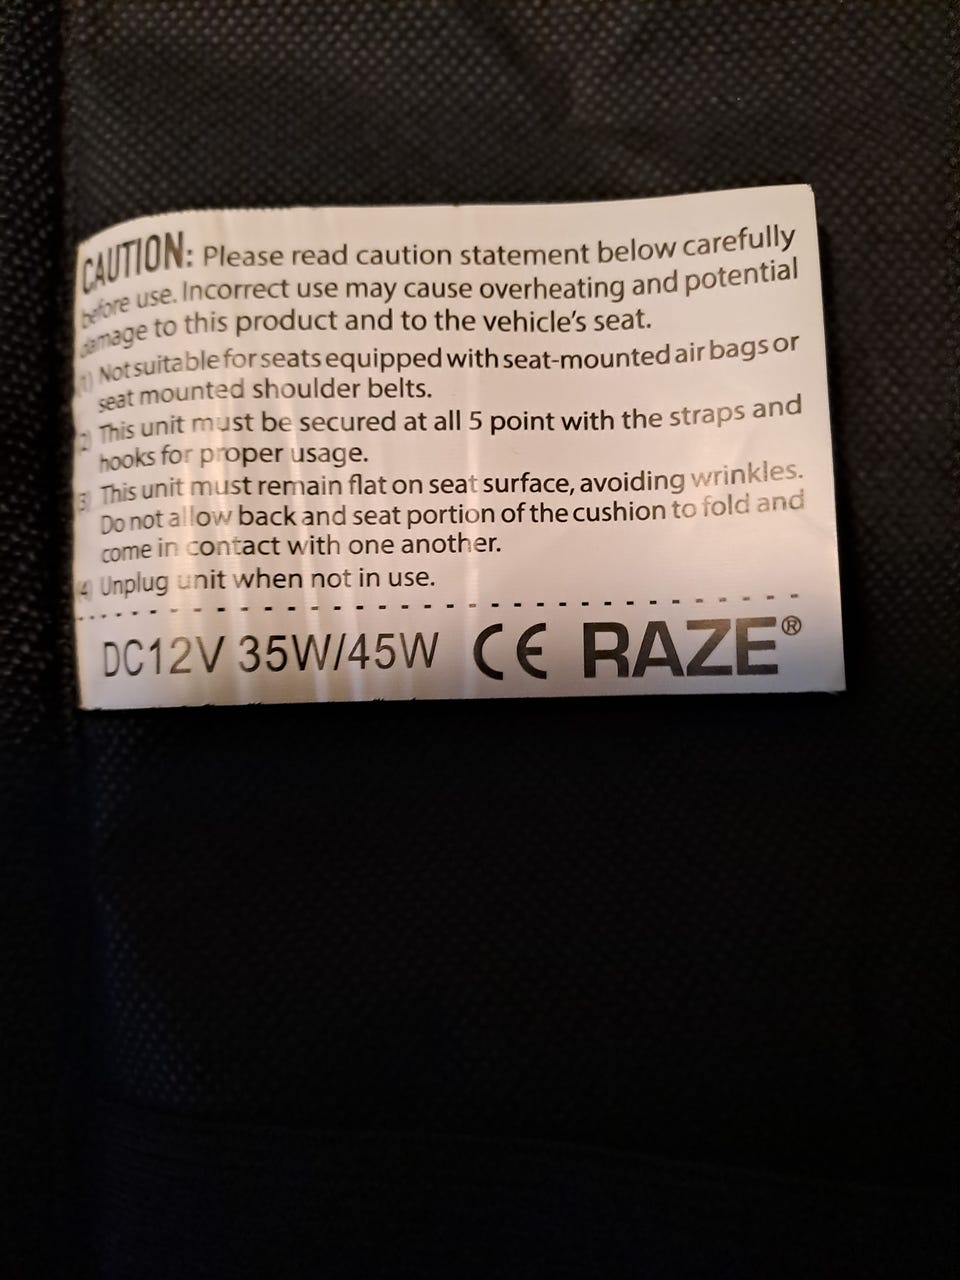 CAUTION: Please read caution statement below carefully
before use. Incorrect use may cause overheating and potential
damage to this product and to the vehicle's seat.
1) Not suitable for seats equipped with seat-mounted air bags or
seat mounted shoulder belts.
2) This unit must be secured at all 5 point with the straps and
hooks for proper usage.
3) This unit must remain flat on seat surface, avoiding wrinkles.
Do not allow back and seat portion of the cushion to fold and
come in contact with one another.
4) Unplug unit when not in use.
DC12V 35W/45W CE RAZE®